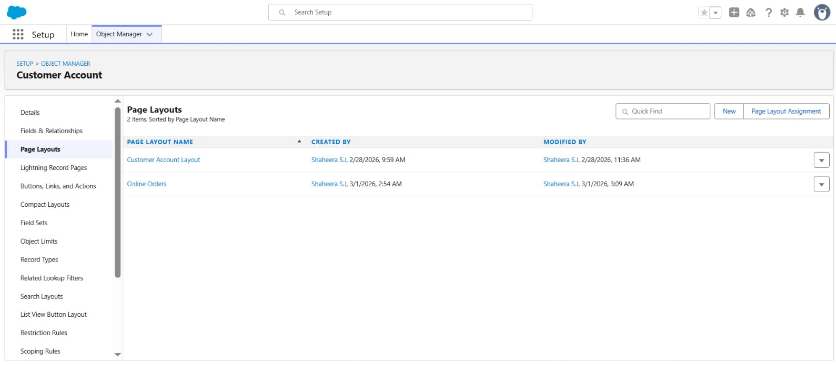 Search Setup
Setup
Home
Object Manager
SETUP > OBJECT MANAGER
Customer Account
Details
Fields & Relationships
Page Layouts
Lightning Record Pages
Buttons, Links, and Actions
Compact Layouts
Field Sets
Object Limits
Record Types
Related Lookup Filters
Search Layouts
List View Button Layout
Restriction Rules
Scoping Rules
Page Layouts
2 Items, Sorted by Page Layout Name
Quick Find
New
Page Layout Assignment
PAGE LAYOUT NAME CREATED BY MODIFIED BY
Customer Account Layout Shaheera S.I, 2/28/2026, 9:59 AM Shaheera S.I, 2/28/2026, 11:36 AM
Online Orders Shaheera S.I, 3/1/2026, 2:54 AM Shaheera S.I, 3/1/2026, 3:09 AM